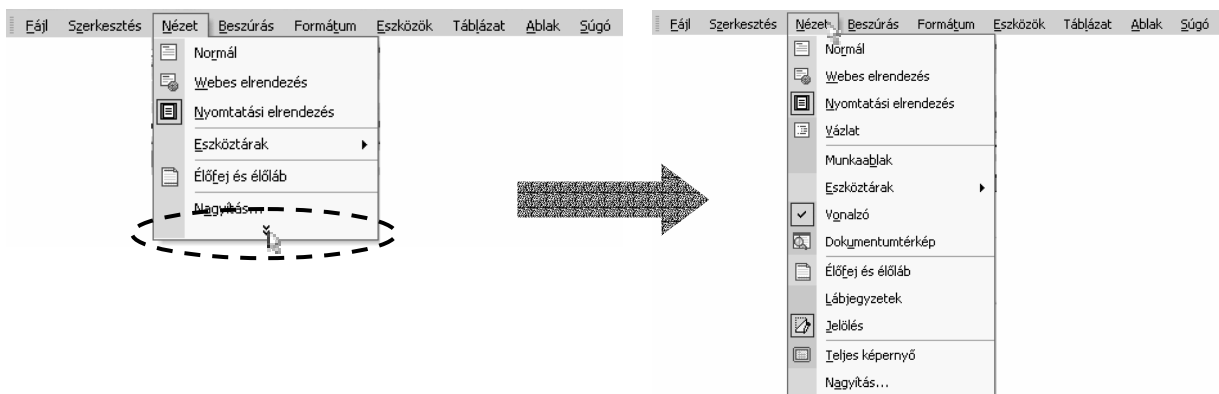 Fájl Szerkesztés Nézet Beszúrás Formátum Eszközök Táblázat Ablak Súgó
Normál
Webes elrendezés
Nyomtatási elrendezés
Eszköztárak
Élőfej és élőláb
Nagyítás...
Fájl Szerkesztés Nézet Beszúrás Formátum Eszközök Táblázat Ablak Súgó
Normál
Webes elrendezés
Nyomtatási elrendezés
Vázlat
Munkaablak
Eszköztárak
Vonalzó
Dokumentumtérkép
Élőfej és élőláb
Lábjegyzetek
Jelölés
Teljes képernyő
Nagyítás...